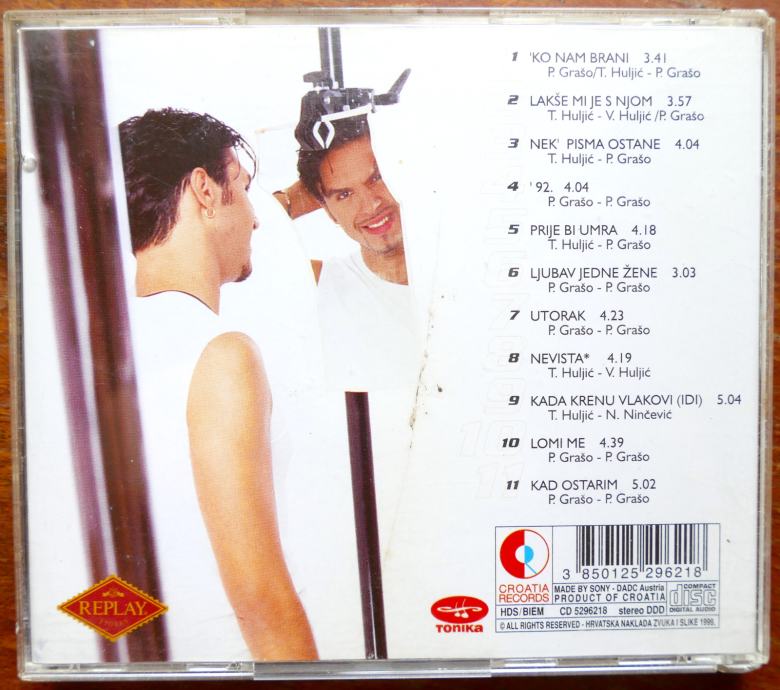 1 'KO NAM BRANI 3.41
P. Grašo/T. Huljić - P. Grašo
2 LAKŠE MI JE S NJOM 3.57
T. Huljić - V. Huljić /P. Grašo
3 NEK' PISMA OSTANE 4.04
T. Huljić - P. Grašo
4 '92. 4.04
P. Grašo - P. Grašo
5 PRIJE BI UMRA 4.18
T. Huljić - P. Grašo
6 LJUBAV JEDNE ŽENE 3.03
P. Grašo - P. Grašo
7 UTORAK 4.23
P. Grašo - P. Grašo
8 NEVISTA* 4.19
T. Huljić - V. Huljić
9 KADA KRENU VLAKOVI (IDI) 5.04
T. Huljić - N. Ninčević
10 LOMI ME 4.39
P. Grašo - P. Grašo
11 KAD OSTARIM 5.02
P. Grašo - P. Grašo
REPLAY
TONIKA
CROATIA
RECORDS
3 850125 296218
MADE BY SONY - DADC Austria
PRODUCT OF CROATIA
COMPACT
disc
DIGITAL AUDIO
HDS/BIEM CD 5296218 stereo DDD
© ALL RIGHTS RESERVED - HRVATSKA NAKLADA ZVUKA I SLIKE 1999.